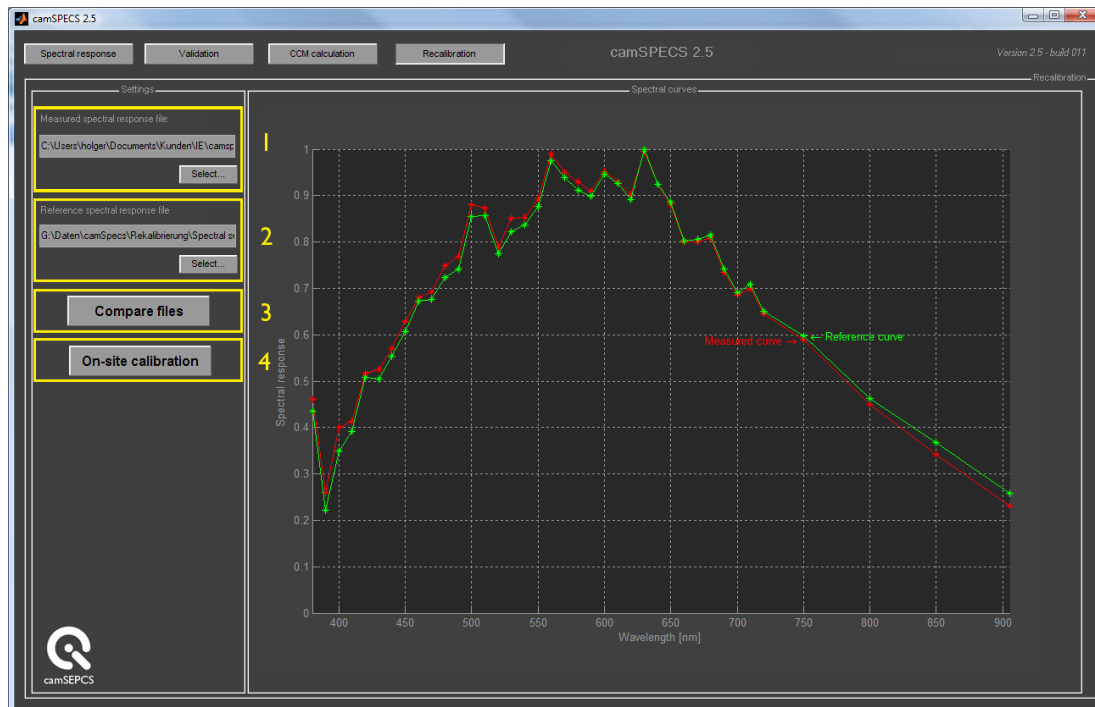 camSPECS 2.5
Spectral response
Validation
CCM calculation
Recalibration
camSPECS 2.5
Version 2.5 - build 011
Recalibration
Settings
Measured spectral response file:
C:\Users\holger\Documents\Kunden\IE\camsp
Select...
1
Reference spectral response file
G:\Daten\camSpecs\Rekalibrierung\Spectral se
Select...
2
Compare files
3
On-site calibration
4
camSEPCS
Spectral curves
1
0.9
0.8
0.7
0.6
0.5
0.4
0.3
0.2
0.1
0
Spectral response
Measured curve →
← Reference curve
400 450 500 550 600 650 700 750 800 850 900
Wavelength [nm]